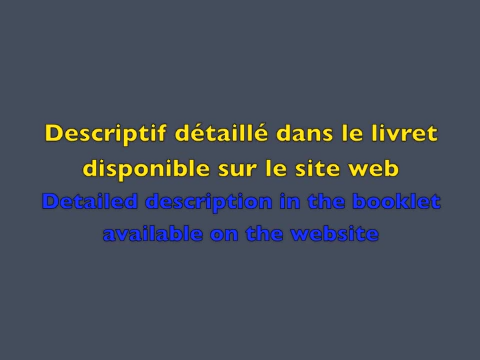 Descriptif détaillé dans le livret
disponible sur le site web
Detailed description in the booklet
available on the website